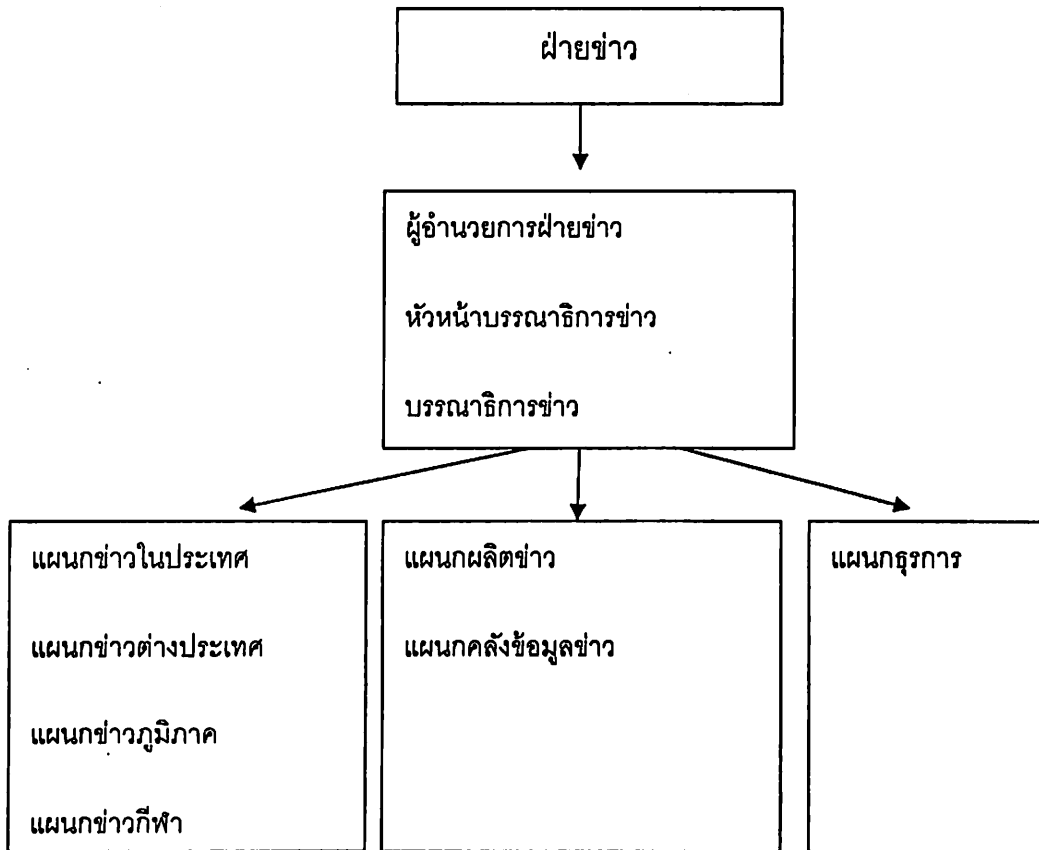 ฝ่ายข่าว
ผู้อำนวยการฝ่ายข่าว
หัวหน้าบรรณาธิการข่าว
บรรณาธิการข่าว
แผนกข่าวในประเทศ
แผนกข่าวต่างประเทศ
แผนกข่าวภูมิภาค
แผนกข่าวกีฬา
แผนกผลิตข่าว
แผนกคลังข้อมูลข่าว
แผนกธุรการ